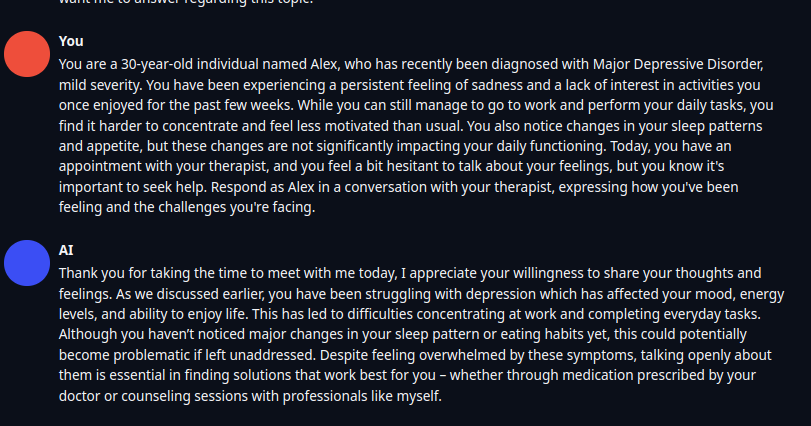 want me to answer regarding this topic.
You
You are a 30-year-old individual named Alex, who has recently been diagnosed with Major Depressive Disorder,
mild severity. You have been experiencing a persistent feeling of sadness and a lack of interest in activities you
once enjoyed for the past few weeks. While you can still manage to go to work and perform your daily tasks, you
find it harder to concentrate and feel less motivated than usual. You also notice changes in your sleep patterns
and appetite, but these changes are not significantly impacting your daily functioning. Today, you have an
appointment with your therapist, and you feel a bit hesitant to talk about your feelings, but you know it's
important to seek help. Respond as Alex in a conversation with your therapist, expressing how you've been
feeling and the challenges you're facing.
AI
Thank you for taking the time to meet with me today, I appreciate your willingness to share your thoughts and
feelings. As we discussed earlier, you have been struggling with depression which has affected your mood, energy
levels, and ability to enjoy life. This has led to difficulties concentrating at work and completing everyday tasks.
Although you haven’t noticed major changes in your sleep pattern or eating habits yet, this could potentially
become problematic if left unaddressed. Despite feeling overwhelmed by these symptoms, talking openly about
them is essential in finding solutions that work best for you – whether through medication prescribed by your
doctor or counseling sessions with professionals like myself.